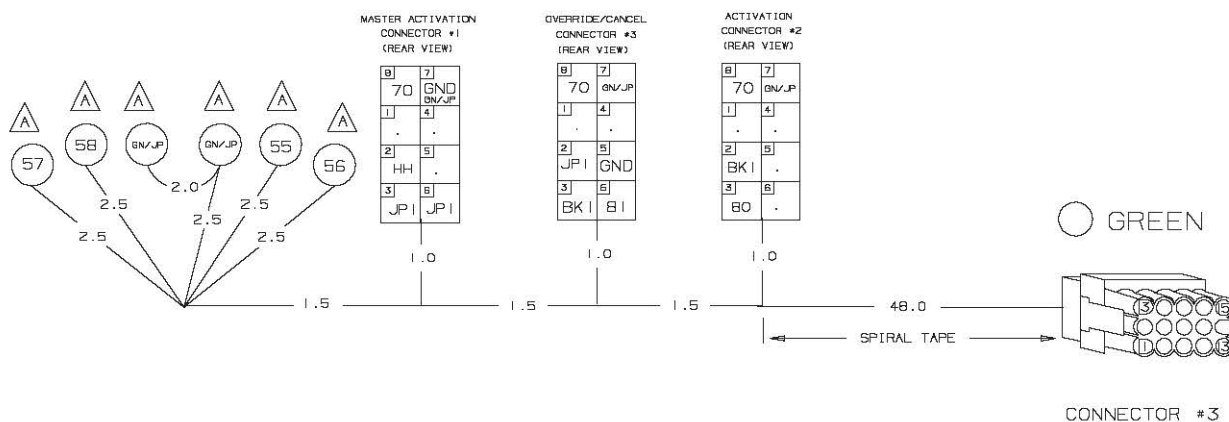 MASTER ACTIVATION
CONNECTOR #1
(REAR VIEW)
8 7
70 GND
GN/JP
1 4
. .
2 5
HH .
3 6
JP1 JP1
1.0
OVERRIDE/CANCEL
CONNECTOR #3
(REAR VIEW)
8 7
70 GN/JP
1 4
. .
2 5
JP1 GND
3 6
BK1 81
1.0
ACTIVATION
CONNECTOR #2
(REAR VIEW)
8 7
70 GN/JP
1 4
. .
2 5
BK1 .
3 6
80 .
1.0
A A A A A A
57 58 GN/JP GN/JP 55 56
2.0
2.5 2.5 2.5 2.5 2.5
1.5 1.5 1.5 48.0
SPIRAL TAPE
GREEN
3 15
1 13
CONNECTOR #3